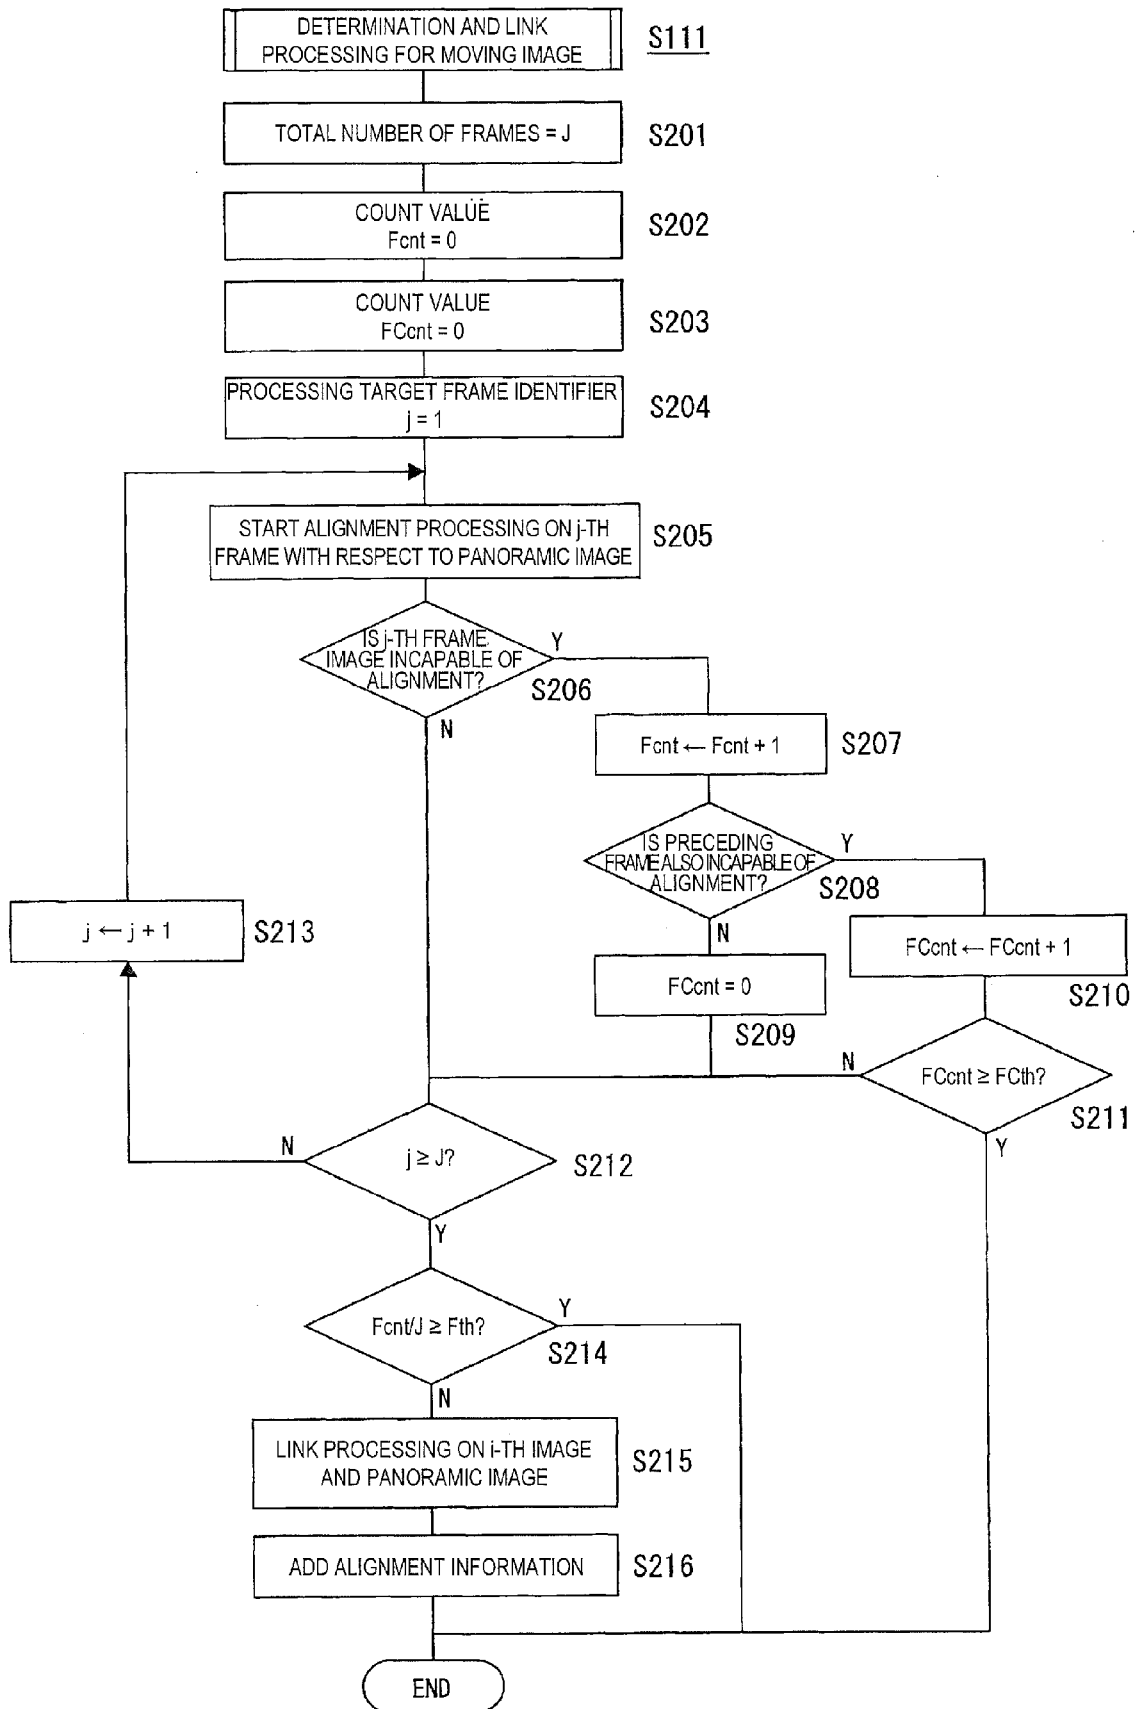 DETERMINATION AND LINK
PROCESSING FOR MOVING IMAGE
S111
TOTAL NUMBER OF FRAMES = J
S201
COUNT VALUE
Fcnt = 0
S202
COUNT VALUE
FCcnt = 0
S203
PROCESSING TARGET FRAME IDENTIFIER
j = 1
S204
START ALIGNMENT PROCESSING ON j-TH
FRAME WITH RESPECT TO PANORAMIC IMAGE
S205
IS j-TH FRAME
IMAGE INCAPABLE OF
ALIGNMENT?
Y
S206
N
Fcnt ← Fcnt + 1
S207
IS PRECEDING
FRAME ALSO INCAPABLE OF
ALIGNMENT?
Y
S208
N
j ← j + 1
S213
FCcnt = 0
S209
FCcnt ← FCcnt + 1
S210
N
FCcnt ≥ FCth?
S211
Y
N
j ≥ J?
S212
Y
Fcnt/J ≥ Fth?
Y
S214
N
LINK PROCESSING ON i-TH IMAGE
AND PANORAMIC IMAGE
S215
ADD ALIGNMENT INFORMATION
S216
END